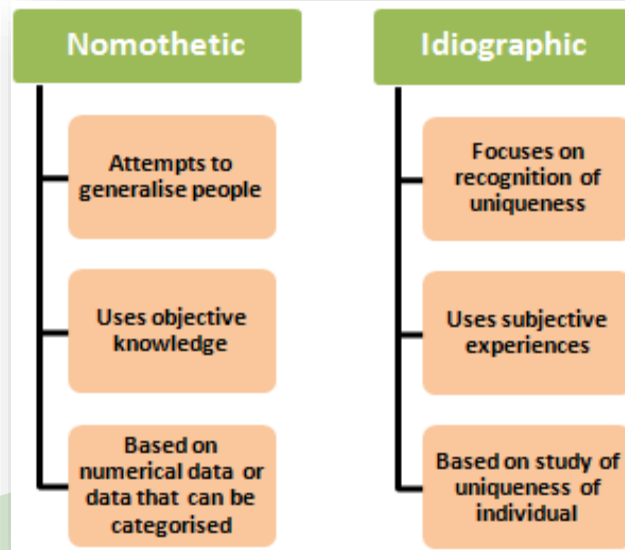 Nomothetic
Attempts to
generalise people
Uses objective
knowledge
Based on
numerical data or
data that can be
categorised
Idiographic
Focuses on
recognition of
uniqueness
Uses subjective
experiences
Based on study of
uniqueness of
individual